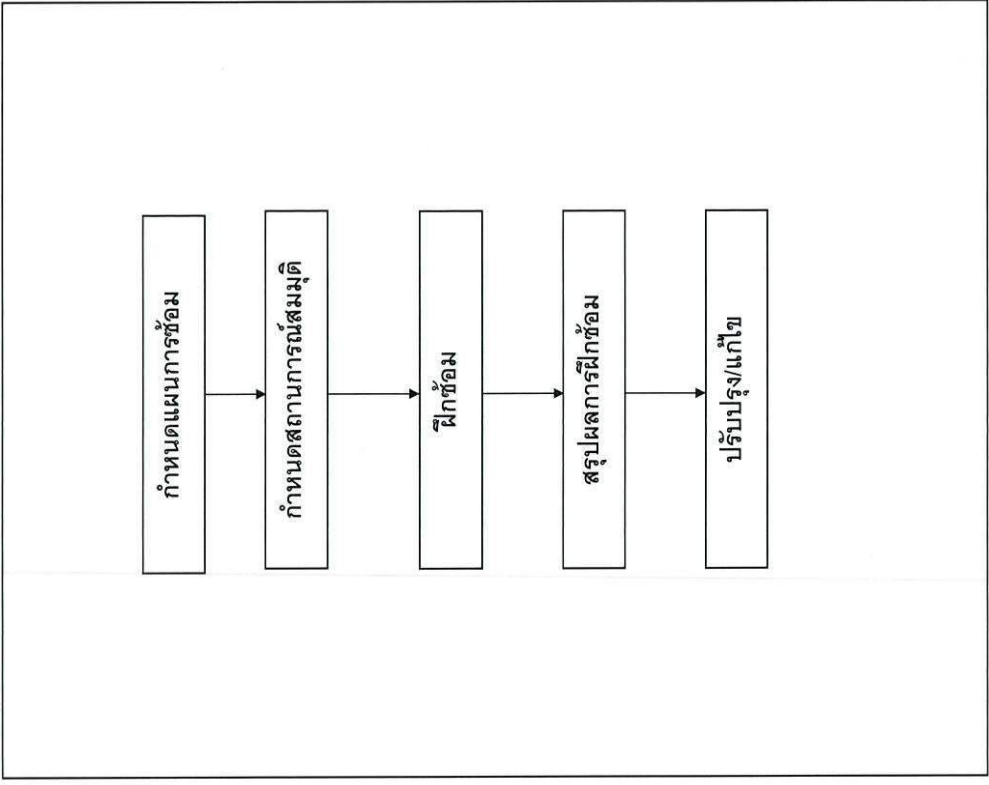 กำหนดแผนการซ้อม
กำหนดสถานการณ์สมมุติ
ฝึกซ้อม
สรุปผลการฝึกซ้อม
ปรับปรุง/แก้ไข